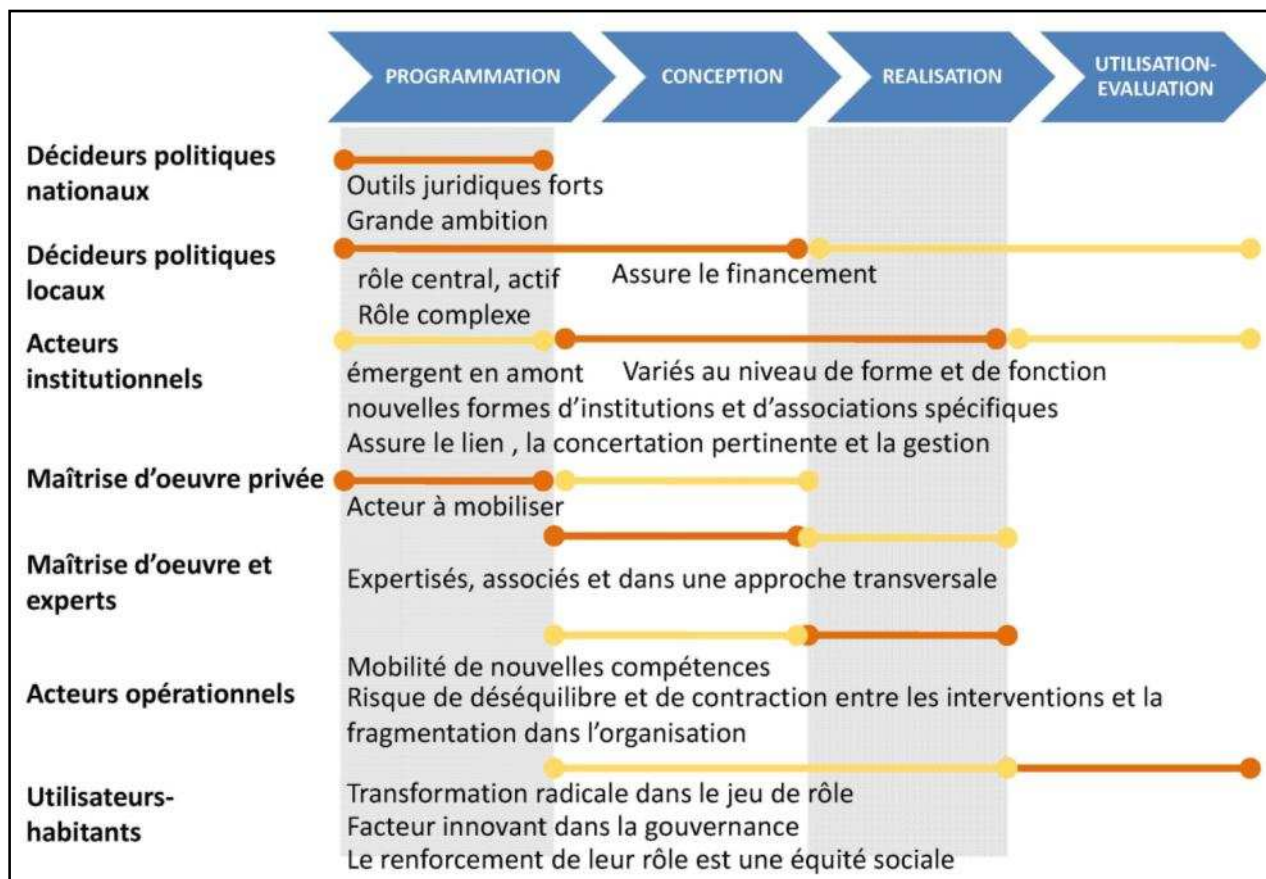 PROGRAMMATION
CONCEPTION
REALISATION
UTILISATION-
EVALUATION
Décideurs politiques
nationaux
Outils juridiques forts
Grande ambition
Décideurs politiques
locaux
rôle central, actif
Rôle complexe
Assure le financement
Acteurs
institutionnels
émergent en amont
Variés au niveau de forme et de fonction
nouvelles formes d'institutions et d'associations spécifiques
Assure le lien , la concertation pertinente et la gestion
Maîtrise d'oeuvre privée
Acteur à mobiliser
Maîtrise d'oeuvre et
experts
Expertisés, associés et dans une approche transversale
Acteurs opérationnels
Mobilité de nouvelles compétences
Risque de déséquilibre et de contraction entre les interventions et la
fragmentation dans l'organisation
Utilisateurs-
habitants
Transformation radicale dans le jeu de rôle
Facteur innovant dans la gouvernance
Le renforcement de leur rôle est une équité sociale